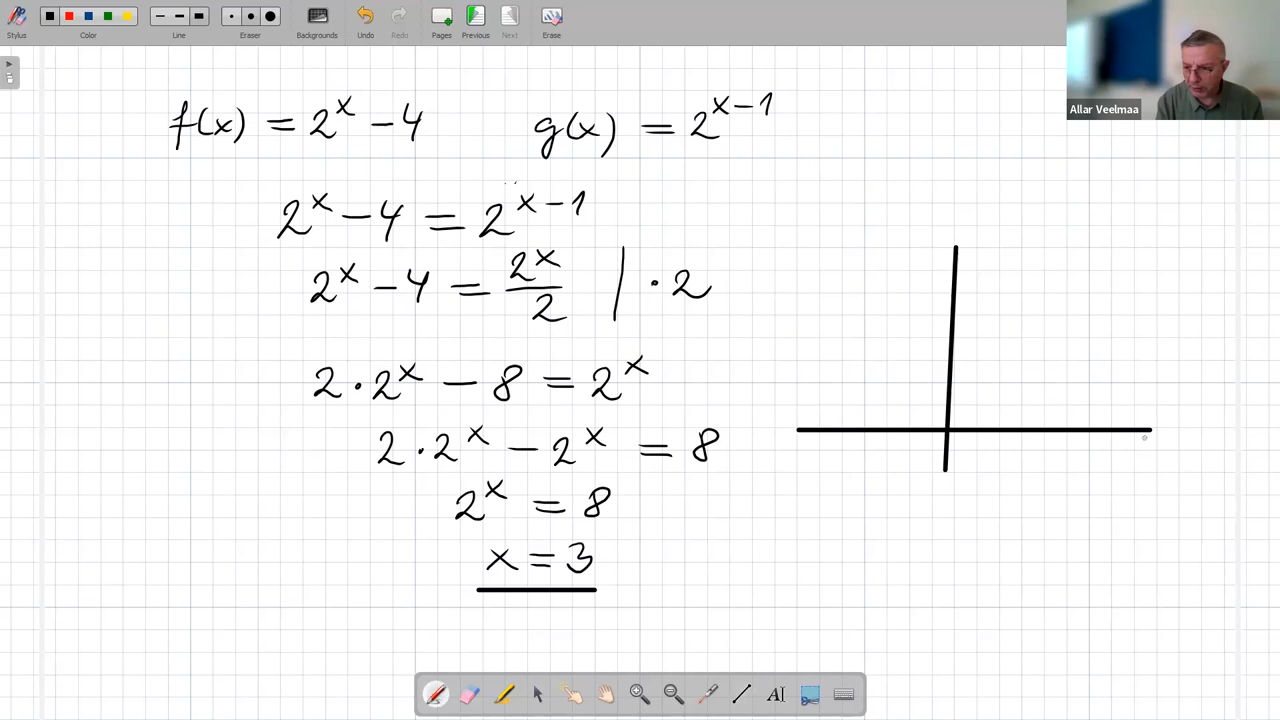 Stylus Color Line Eraser Backgrounds Undo Redo Pages Previous Next Erase
Allar Veelmaa
f(x) = 2^x − 4 g(x) = 2^(x−1)
2^x − 4 = 2^(x−1)
2^x − 4 = 2^x/2 | · 2
2 · 2^x − 8 = 2^x
2 · 2^x − 2^x = 8
2^x = 8
x = 3